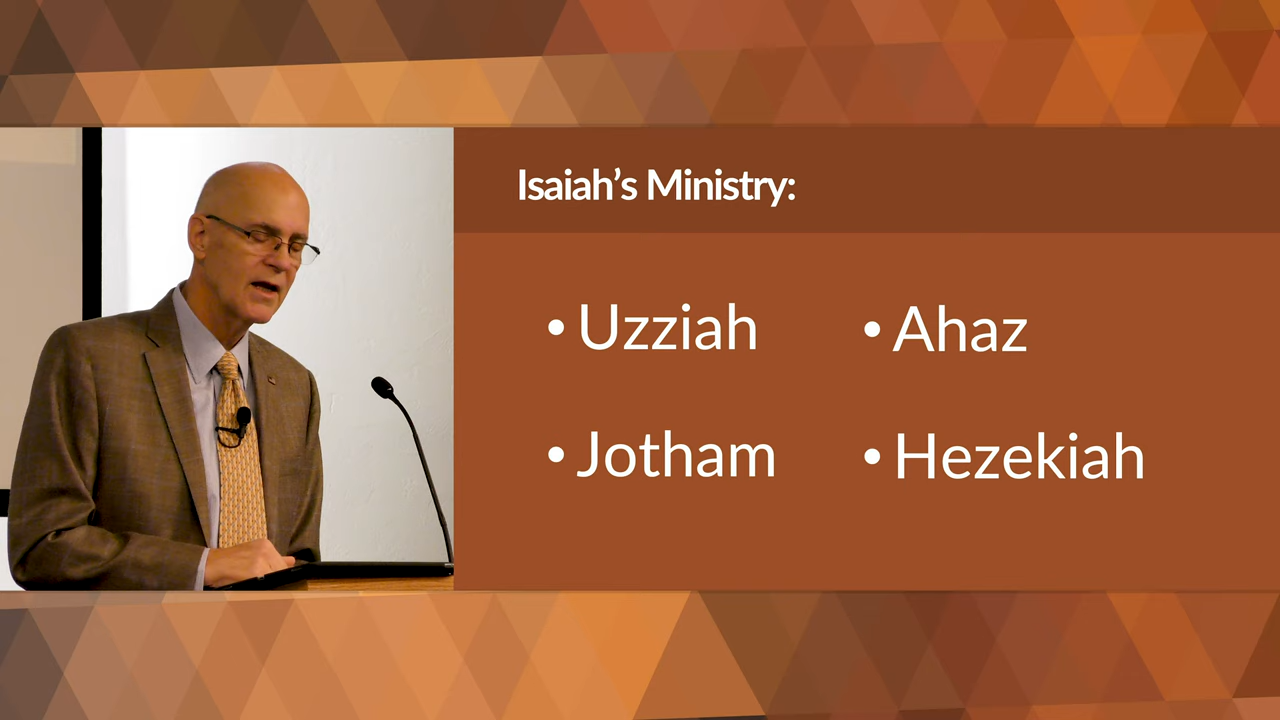 Isaiah's Ministry:
• Uzziah
• Jotham
• Ahaz
• Hezekiah